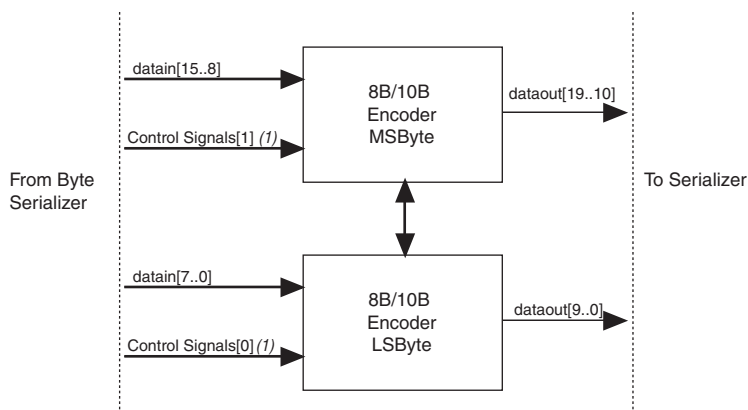 datain[15..8]
8B/10B
Encoder
MSByte
dataout[19..10]
Control Signals[1] (1)
From Byte
Serializer
To Serializer
datain[7..0]
8B/10B
Encoder
LSByte
dataout[9..0]
Control Signals[0] (1)